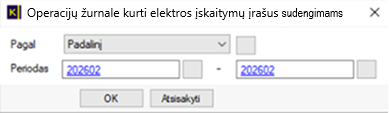 Operacijų žurnale kurti elektros įskaitymų įrašus sudengimams
Pagal Padalinį
Periodas 202602 - 202602
OK Atsisakyti